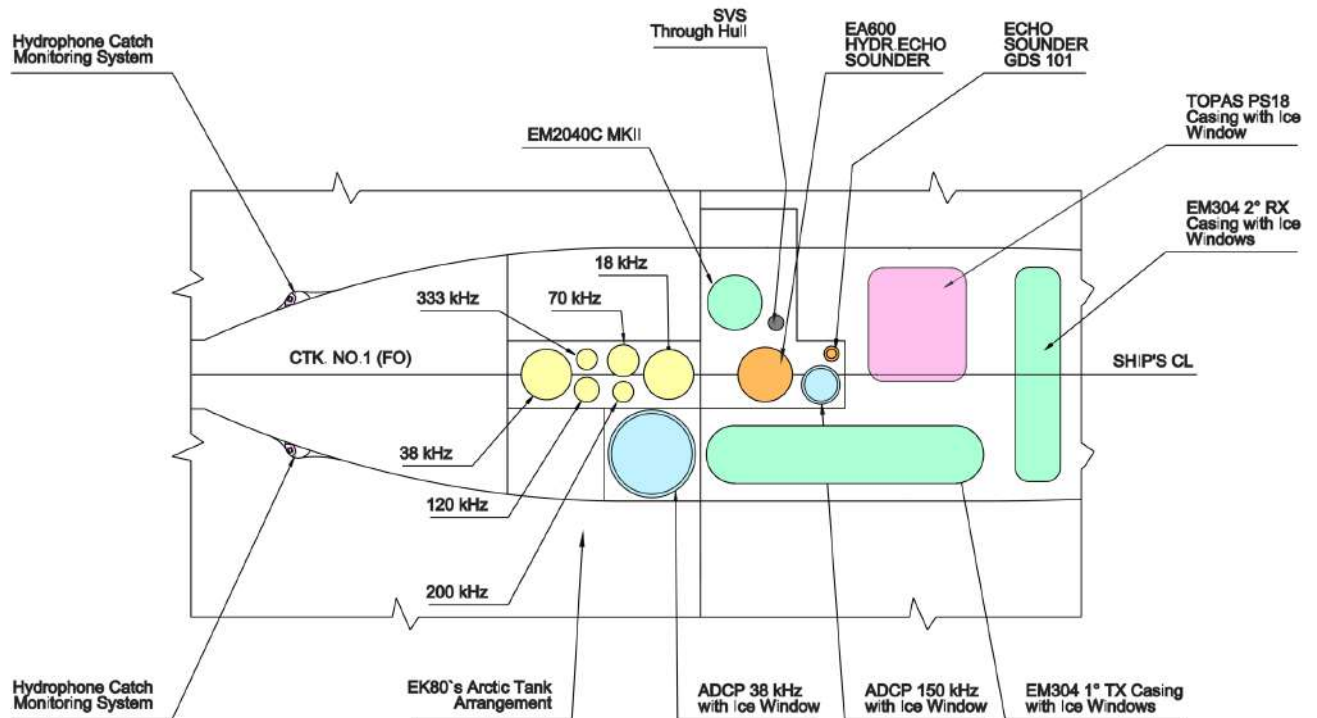 Hydrophone Catch
Monitoring System
SVS
Through Hull
EA600
HYDR.ECHO
SOUNDER
ECHO
SOUNDER
GDS 101
TOPAS PS18
Casing with Ice
Window
EM2040C MKII
EM304 2° RX
Casing with Ice
Windows
18 kHz
333 kHz
70 kHz
CTK. NO.1 (FO)
SHIP'S CL
38 kHz
120 kHz
200 kHz
Hydrophone Catch
Monitoring System
EK80`s Arctic Tank
Arrangement
ADCP 38 kHz
with Ice Window
ADCP 150 kHz
with Ice Window
EM304 1° TX Casing
with Ice Windows